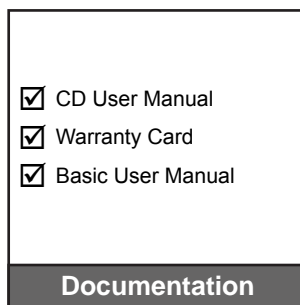 ☑ CD User Manual
☑ Warranty Card
☑ Basic User Manual
Documentation